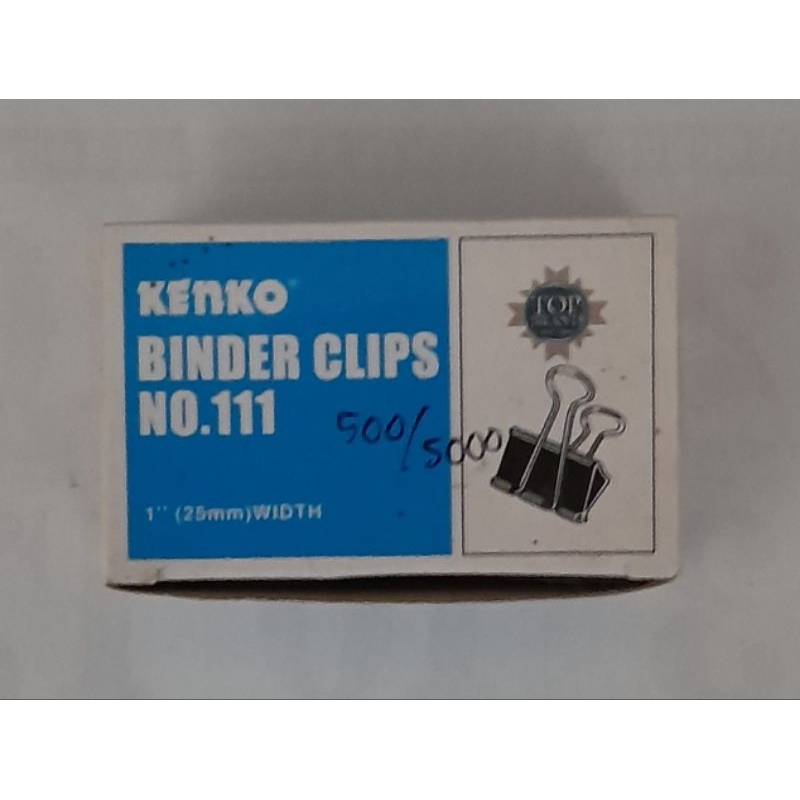 KENKO
BINDER CLIPS
NO.111
500/5000
1" (25mm) WIDTH
TOP